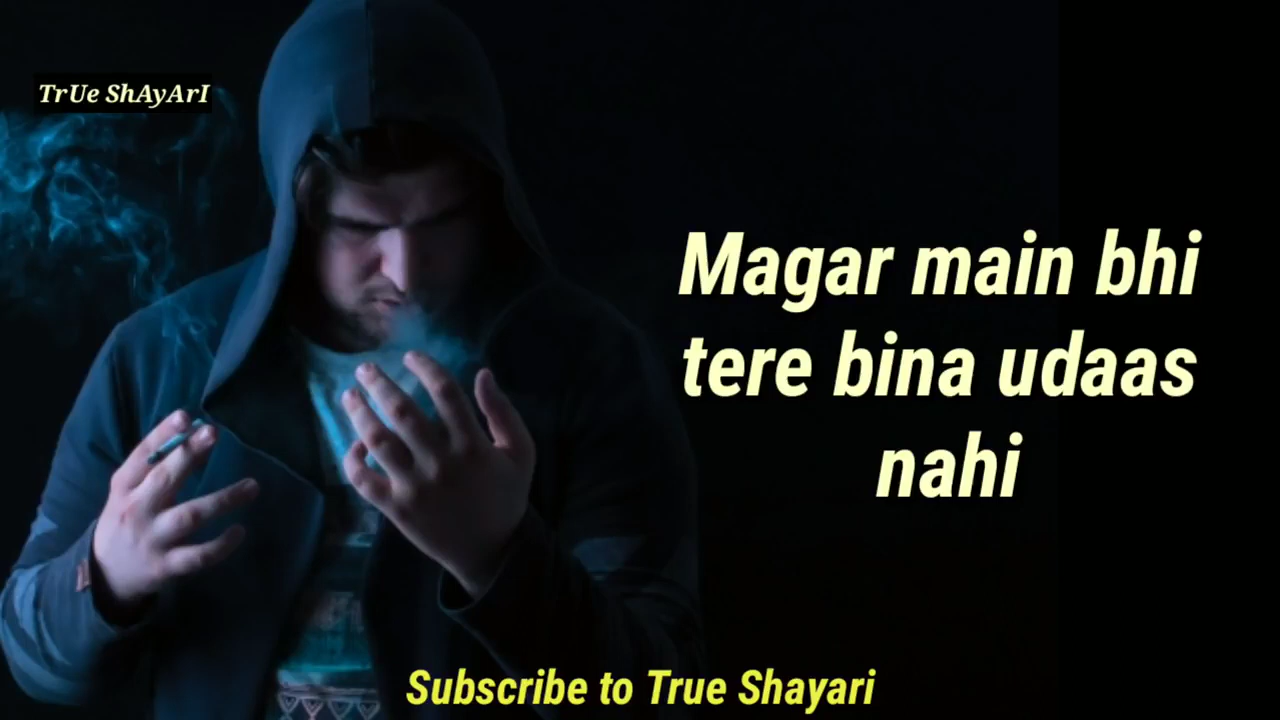 TrUe ShAyArI
Magar main bhi
tere bina udaas
nahi
Subscribe to True Shayari